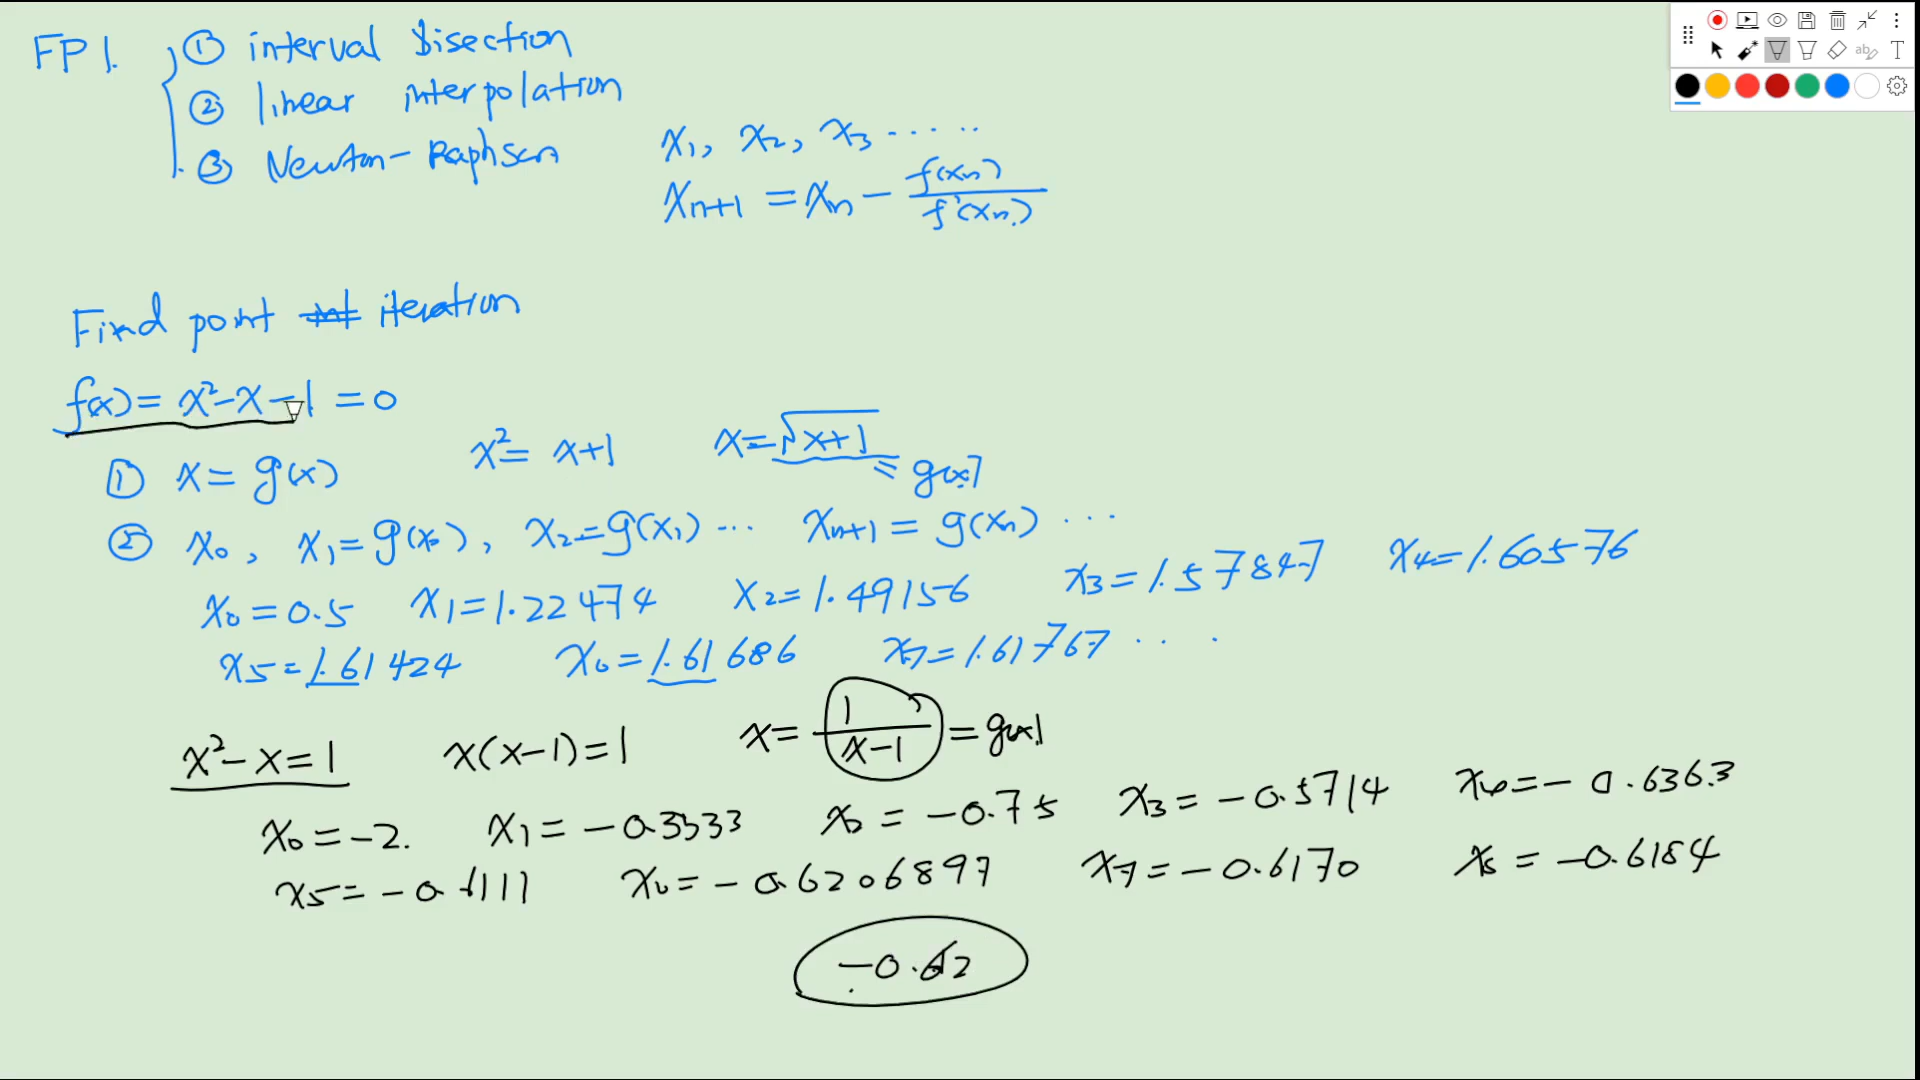 FP1. ① interval Bisection
② linear interpolation
③ Newton-Raphson
x₁, x₂, x₃ ......
xₙ₊₁ = xₙ - f(xₙ)/f'(xₙ)
Fixed point int iteration
f(x) = x² - x - 1 = 0
① x = g(x) x² = x+1 x = √(x+1) = g(x)
② x₀, x₁ = g(x₀), x₂ = g(x₁) ... xₙ₊₁ = g(xₙ) ...
x₀ = 0.5 x₁ = 1.22474 x₂ = 1.49156 x₃ = 1.57847 x₄ = 1.60576
x₅ = 1.61424 x₆ = 1.61686 x₇ = 1.61767 ...
x² - x = 1 x(x-1) = 1 x = 1/(x-1) = g(x)
x₀ = -2. x₁ = -0.3333 x₂ = -0.75 x₃ = -0.5714 x₄ = -0.6363
x₅ = -0.6111 x₆ = -0.6206897 x₇ = -0.6170 x₈ = -0.6184
-0.62